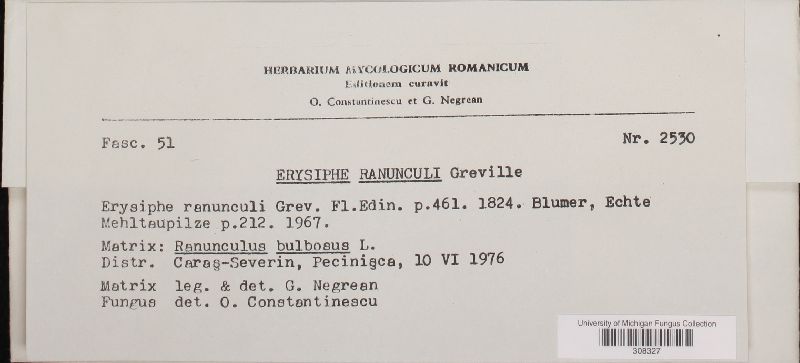 HERBARIUM MYCOLOGICUM ROMANICUM
Editionem curavit
O. Constantinescu et G. Negrean
Fasc. 51
Nr. 2530
ERYSIPHE RANUNCULI Greville
Erysiphe ranunculi Grev. Fl.Edin. p.461. 1824. Blumer, Echte
Mehltaupilze p.212. 1967.
Matrix: Ranunculus bulbosus L.
Distr. Caraş-Severin, Pecinişca, 10 VI 1976
Matrix leg. & det. G. Negrean
Fungus det. O. Constantinescu
University of Michigan Fungus Collection
308327